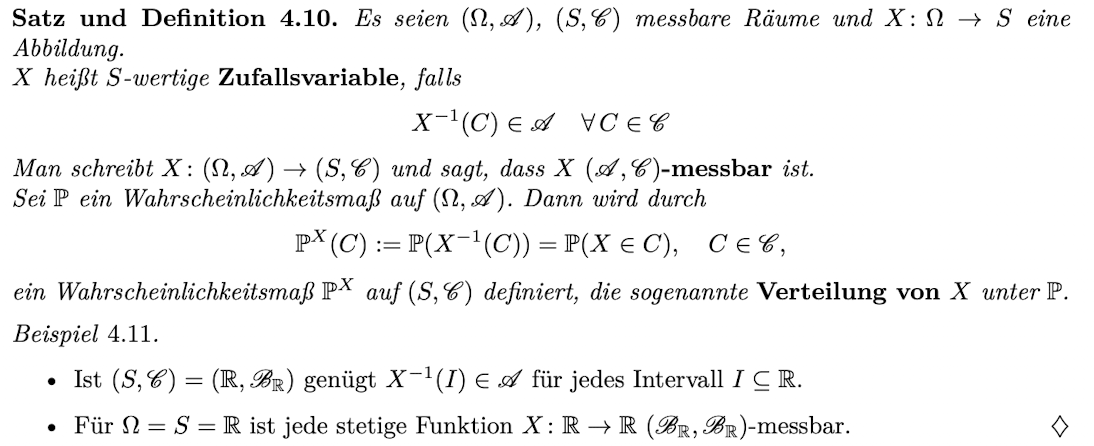 Satz und Definition 4.10. Es seien (Ω, 𝒜), (S, 𝒞) messbare Räume und X : Ω → S eine
Abbildung.
X heißt S-wertige Zufallsvariable, falls
X⁻¹(C) ∈ 𝒜 ∀ C ∈ 𝒞
Man schreibt X : (Ω, 𝒜) → (S, 𝒞) und sagt, dass X (𝒜, 𝒞)-messbar ist.
Sei ℙ ein Wahrscheinlichkeitsmaß auf (Ω, 𝒜). Dann wird durch
ℙ^X(C) := ℙ(X⁻¹(C)) = ℙ(X ∈ C), C ∈ 𝒞,
ein Wahrscheinlichkeitsmaß ℙ^X auf (S, 𝒞) definiert, die sogenannte Verteilung von X unter ℙ.
Beispiel 4.11.
• Ist (S, 𝒞) = (ℝ, ℬ_ℝ) genügt X⁻¹(I) ∈ 𝒜 für jedes Intervall I ⊆ ℝ.
• Für Ω = S = ℝ ist jede stetige Funktion X : ℝ → ℝ (ℬ_ℝ, ℬ_ℝ)-messbar. ♢